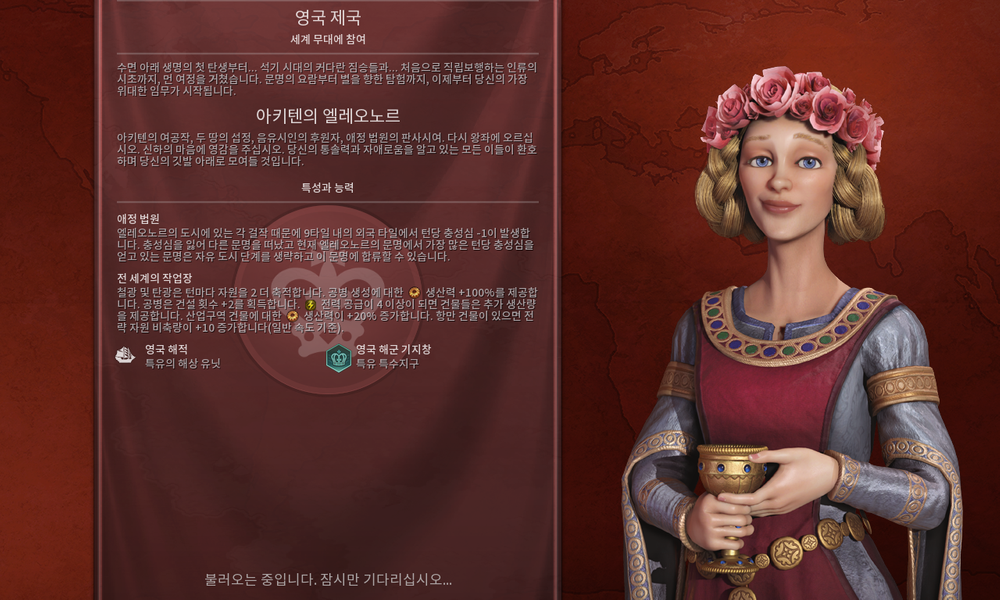 영국 제국
세계 무대에 참여
수면 아래 생명의 첫 탄생부터... 석기 시대의 커다란 짐승들과... 처음으로 직립보행하는 인류의
시초까지, 먼 여정을 거쳤습니다. 문명의 요람부터 별을 향한 탐험까지, 이제부터 당신의 가장
위대한 임무가 시작됩니다.
아키텐의 엘레오노르
아키텐의 여공작, 두 땅의 섭정, 음유시인의 후원자, 애정 법원의 판사시여. 다시 왕좌에 오르십
시오. 신하의 마음에 영감을 주십시오. 당신의 통솔력과 자애로움을 알고 있는 모든 이들이 환호
하며 당신의 깃발 아래로 모여들 것입니다.
특성과 능력
애정 법원
엘레오노르의 도시에 있는 각 걸작 때문에 9타일 내의 외국 타일에서 턴당 충성심 -1이 발생합
니다. 충성심을 잃어 다른 문명을 떠났고 현재 엘레오노르의 문명에서 가장 많은 턴당 충성심을
얻고 있는 문명은 자유 도시 단계를 생략하고 이 문명에 합류할 수 있습니다.
전 세계의 작업장
철광 및 탄광은 턴마다 자원을 2 더 축적합니다. 공병 생성에 대한 생산력 +100%를 제공합
니다. 공병은 건설 횟수 +2를 획득합니다. 전력 공급이 4 이상이 되면 건물들은 추가 생산량
을 제공합니다. 산업구역 건물에 대한 생산력이 +20% 증가합니다. 항만 건물이 있으면 전
략 자원 비축량이 +10 증가합니다(일반 속도 기준).
영국 해적
특유의 해상 유닛
영국 해군 기지창
특유 특수지구
불러오는 중입니다. 잠시만 기다리십시오...